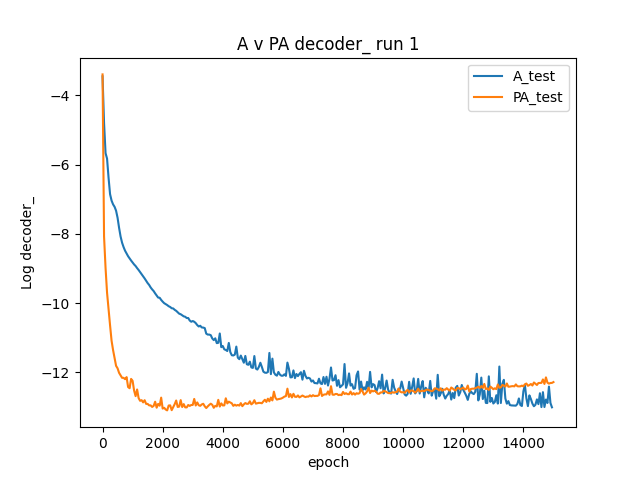 A v PA decoder_ run 1
A_test
PA_test
Log decoder_
−4
−6
−8
−10
−12
0 2000 4000 6000 8000 10000 12000 14000
epoch